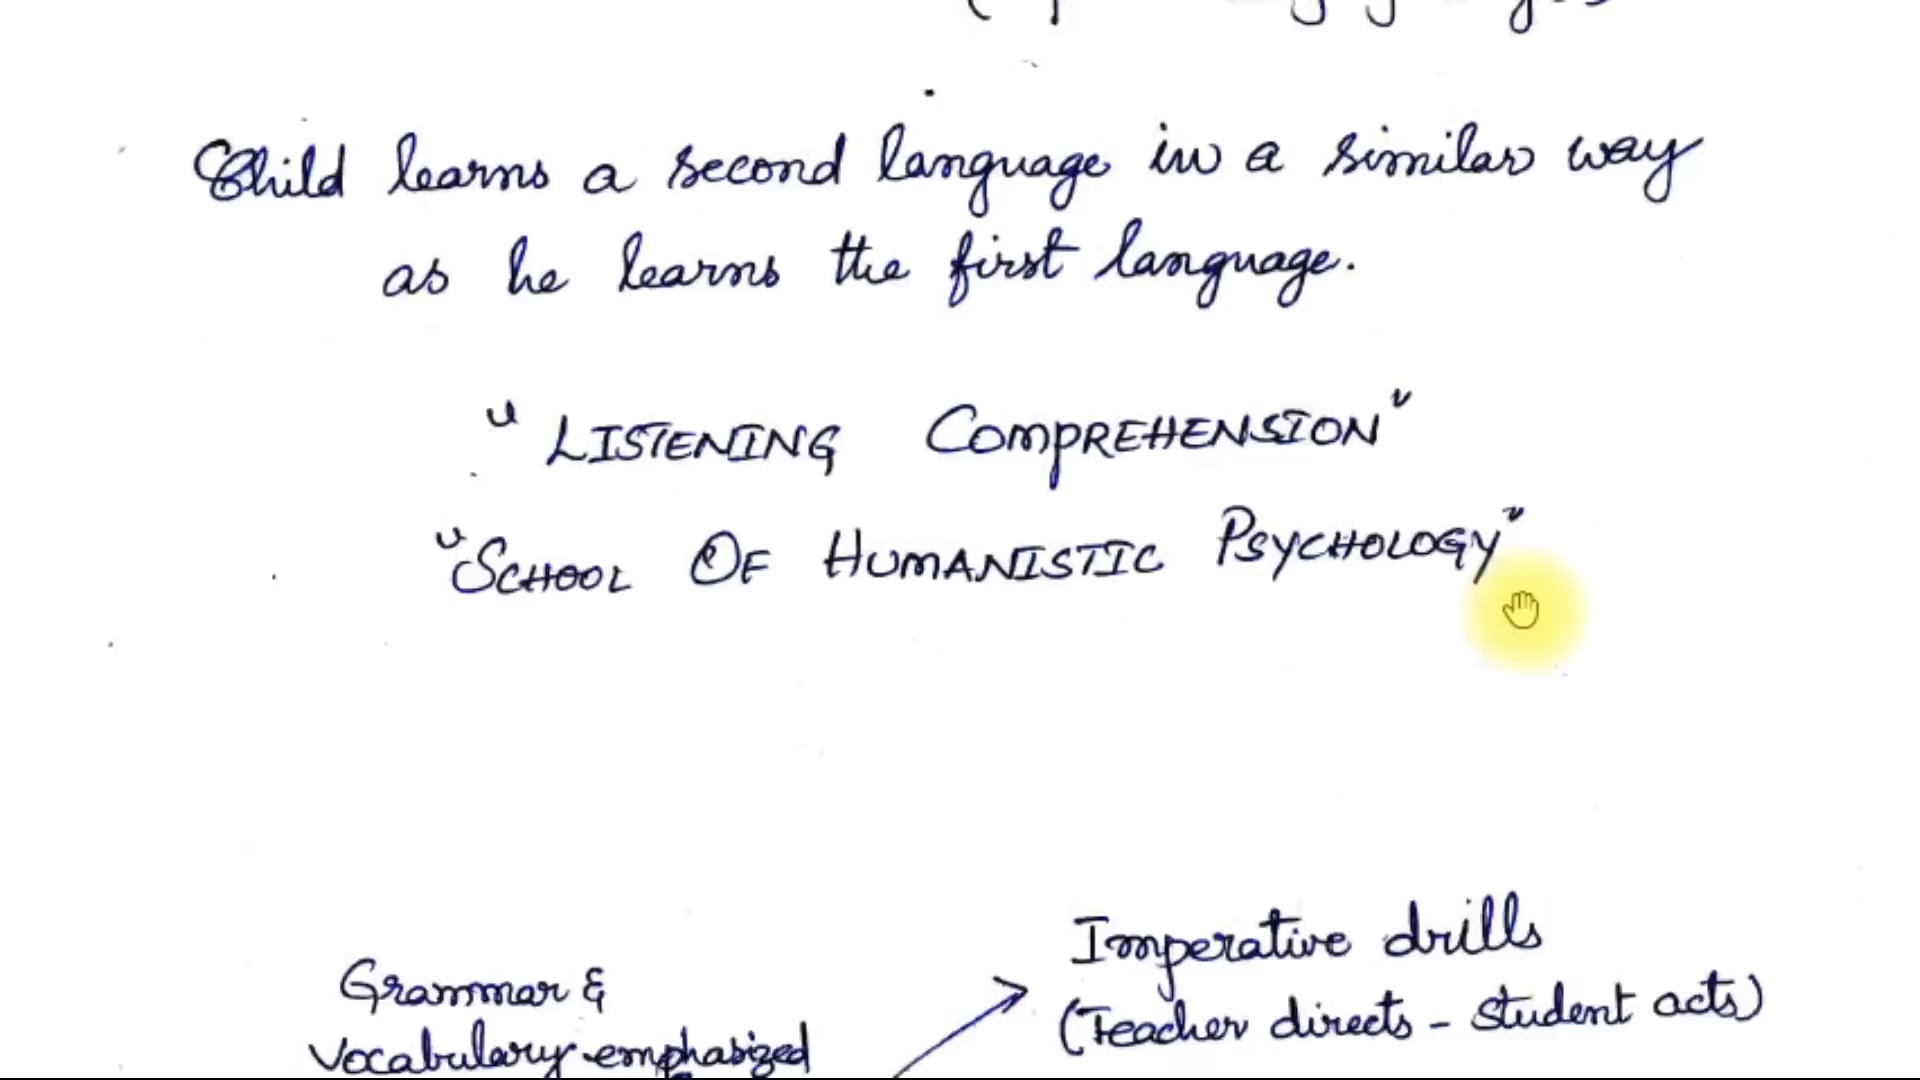 Child learns a second language in a similar way
as he learns the first language.
"LISTENING COMPREHENSION"
"SCHOOL OF HUMANISTIC PSYCHOLOGY"
Imperative drills
(Teacher directs - student acts)
Grammar &
vocabulary emphasized